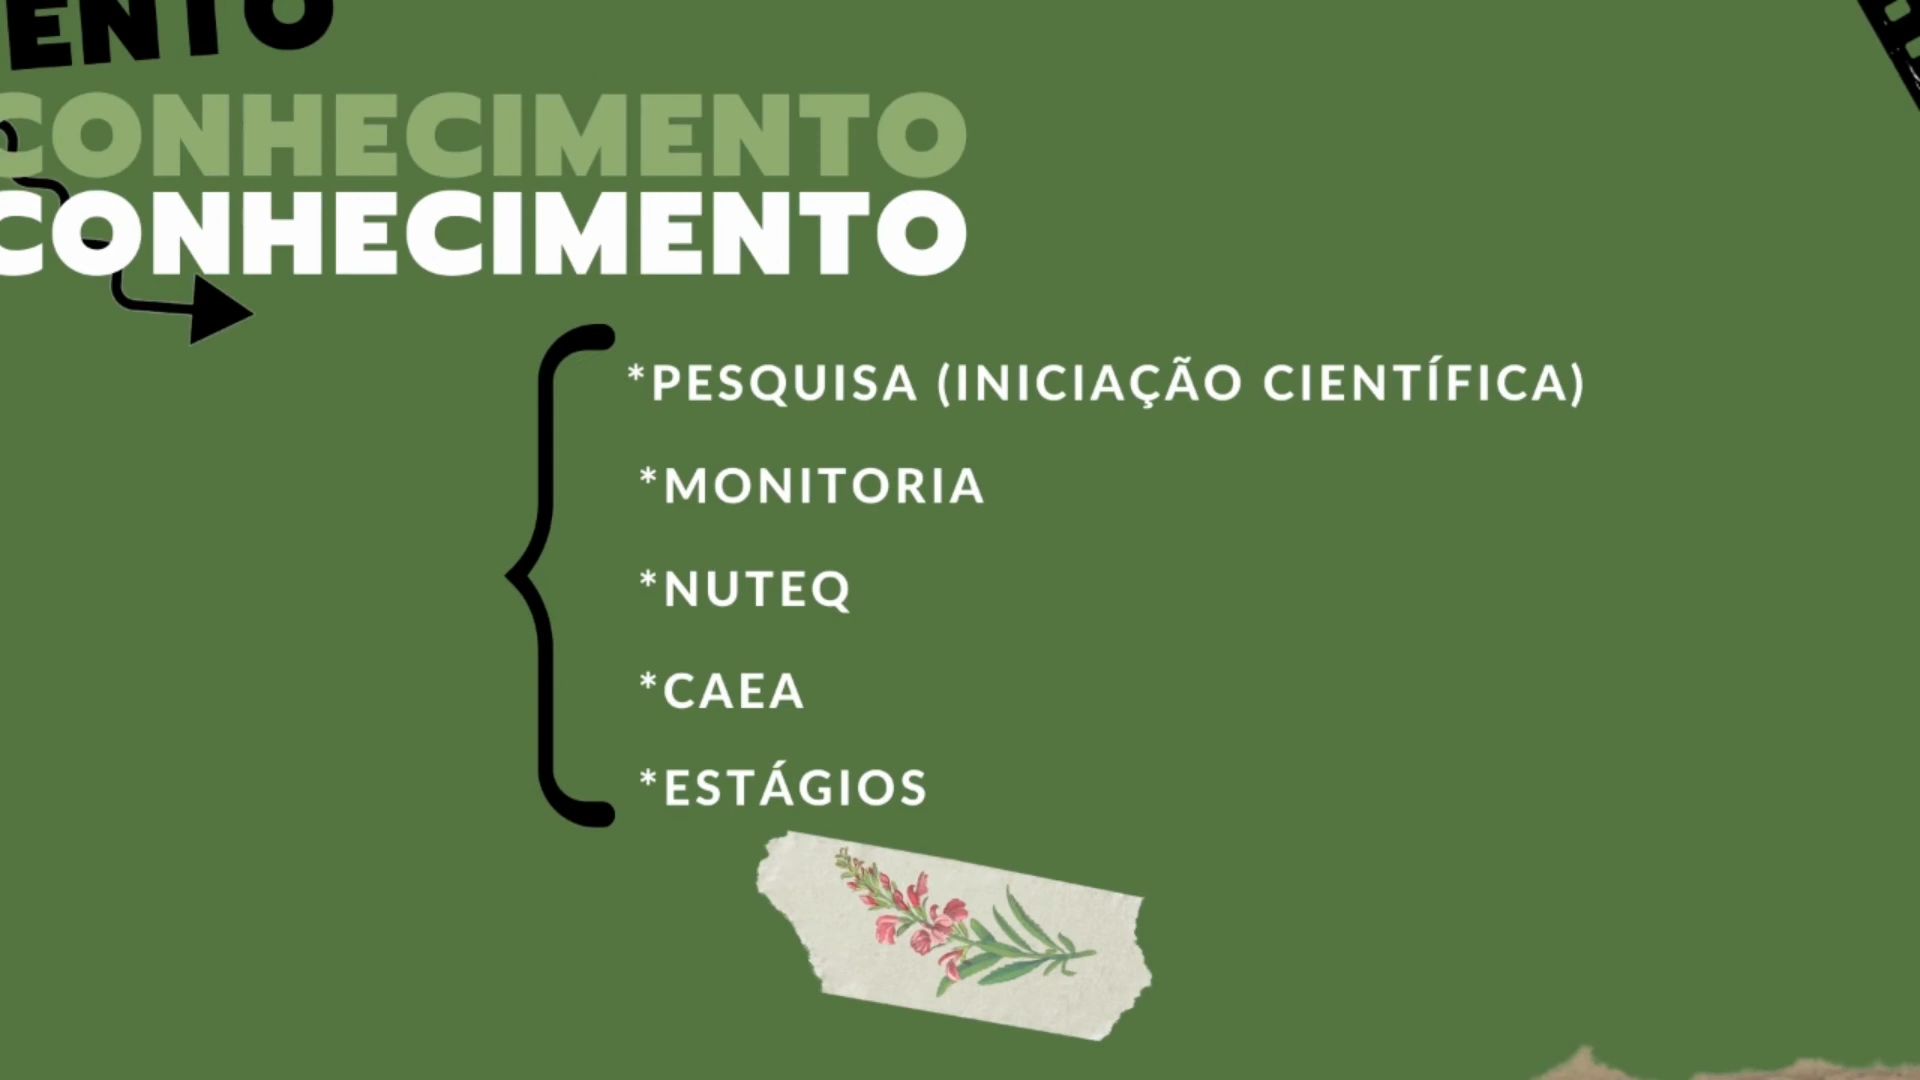 ENTO
CONHECIMENTO
CONHECIMENTO
*PESQUISA (INICIAÇÃO CIENTÍFICA)
*MONITORIA
*NUTEQ
*CAEA
*ESTÁGIOS